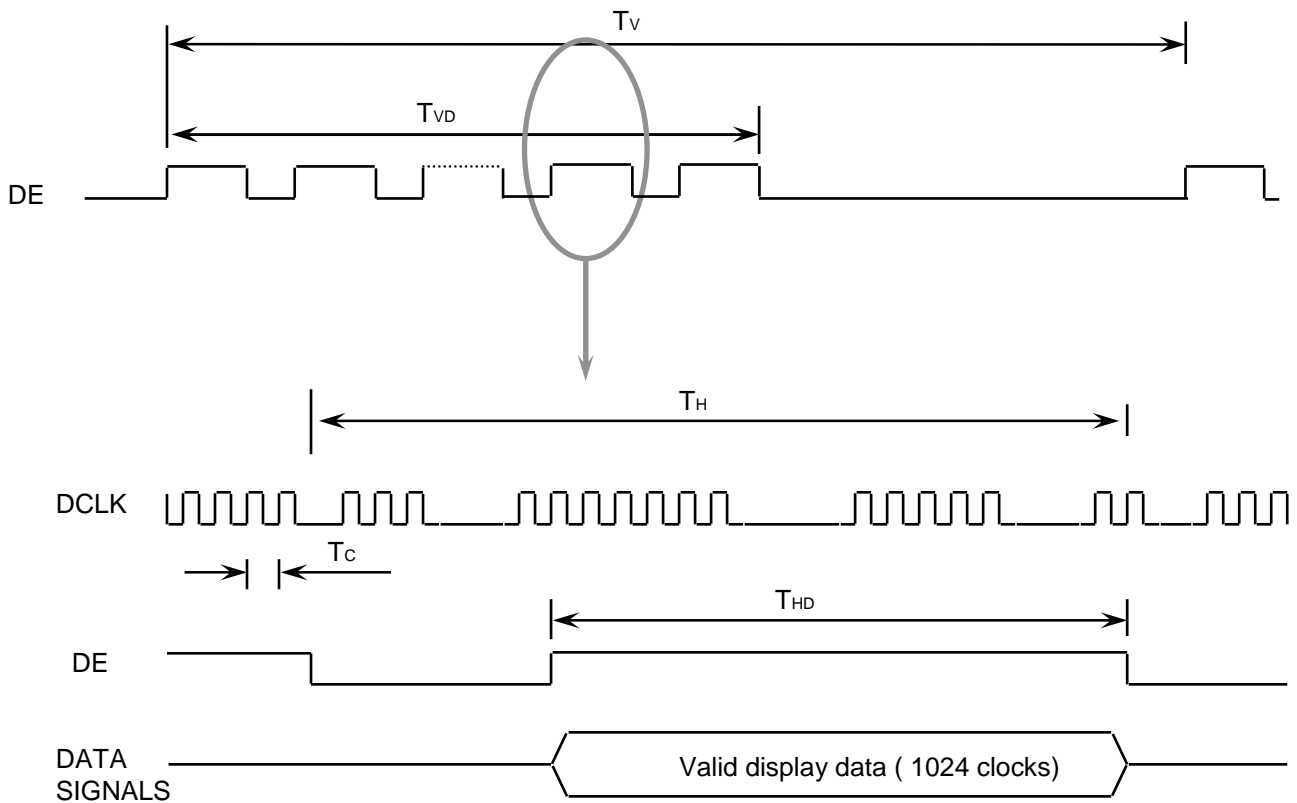 TV
TVD
DE
TH
DCLK
TC
THD
DE
DATA
SIGNALS
Valid display data ( 1024 clocks)